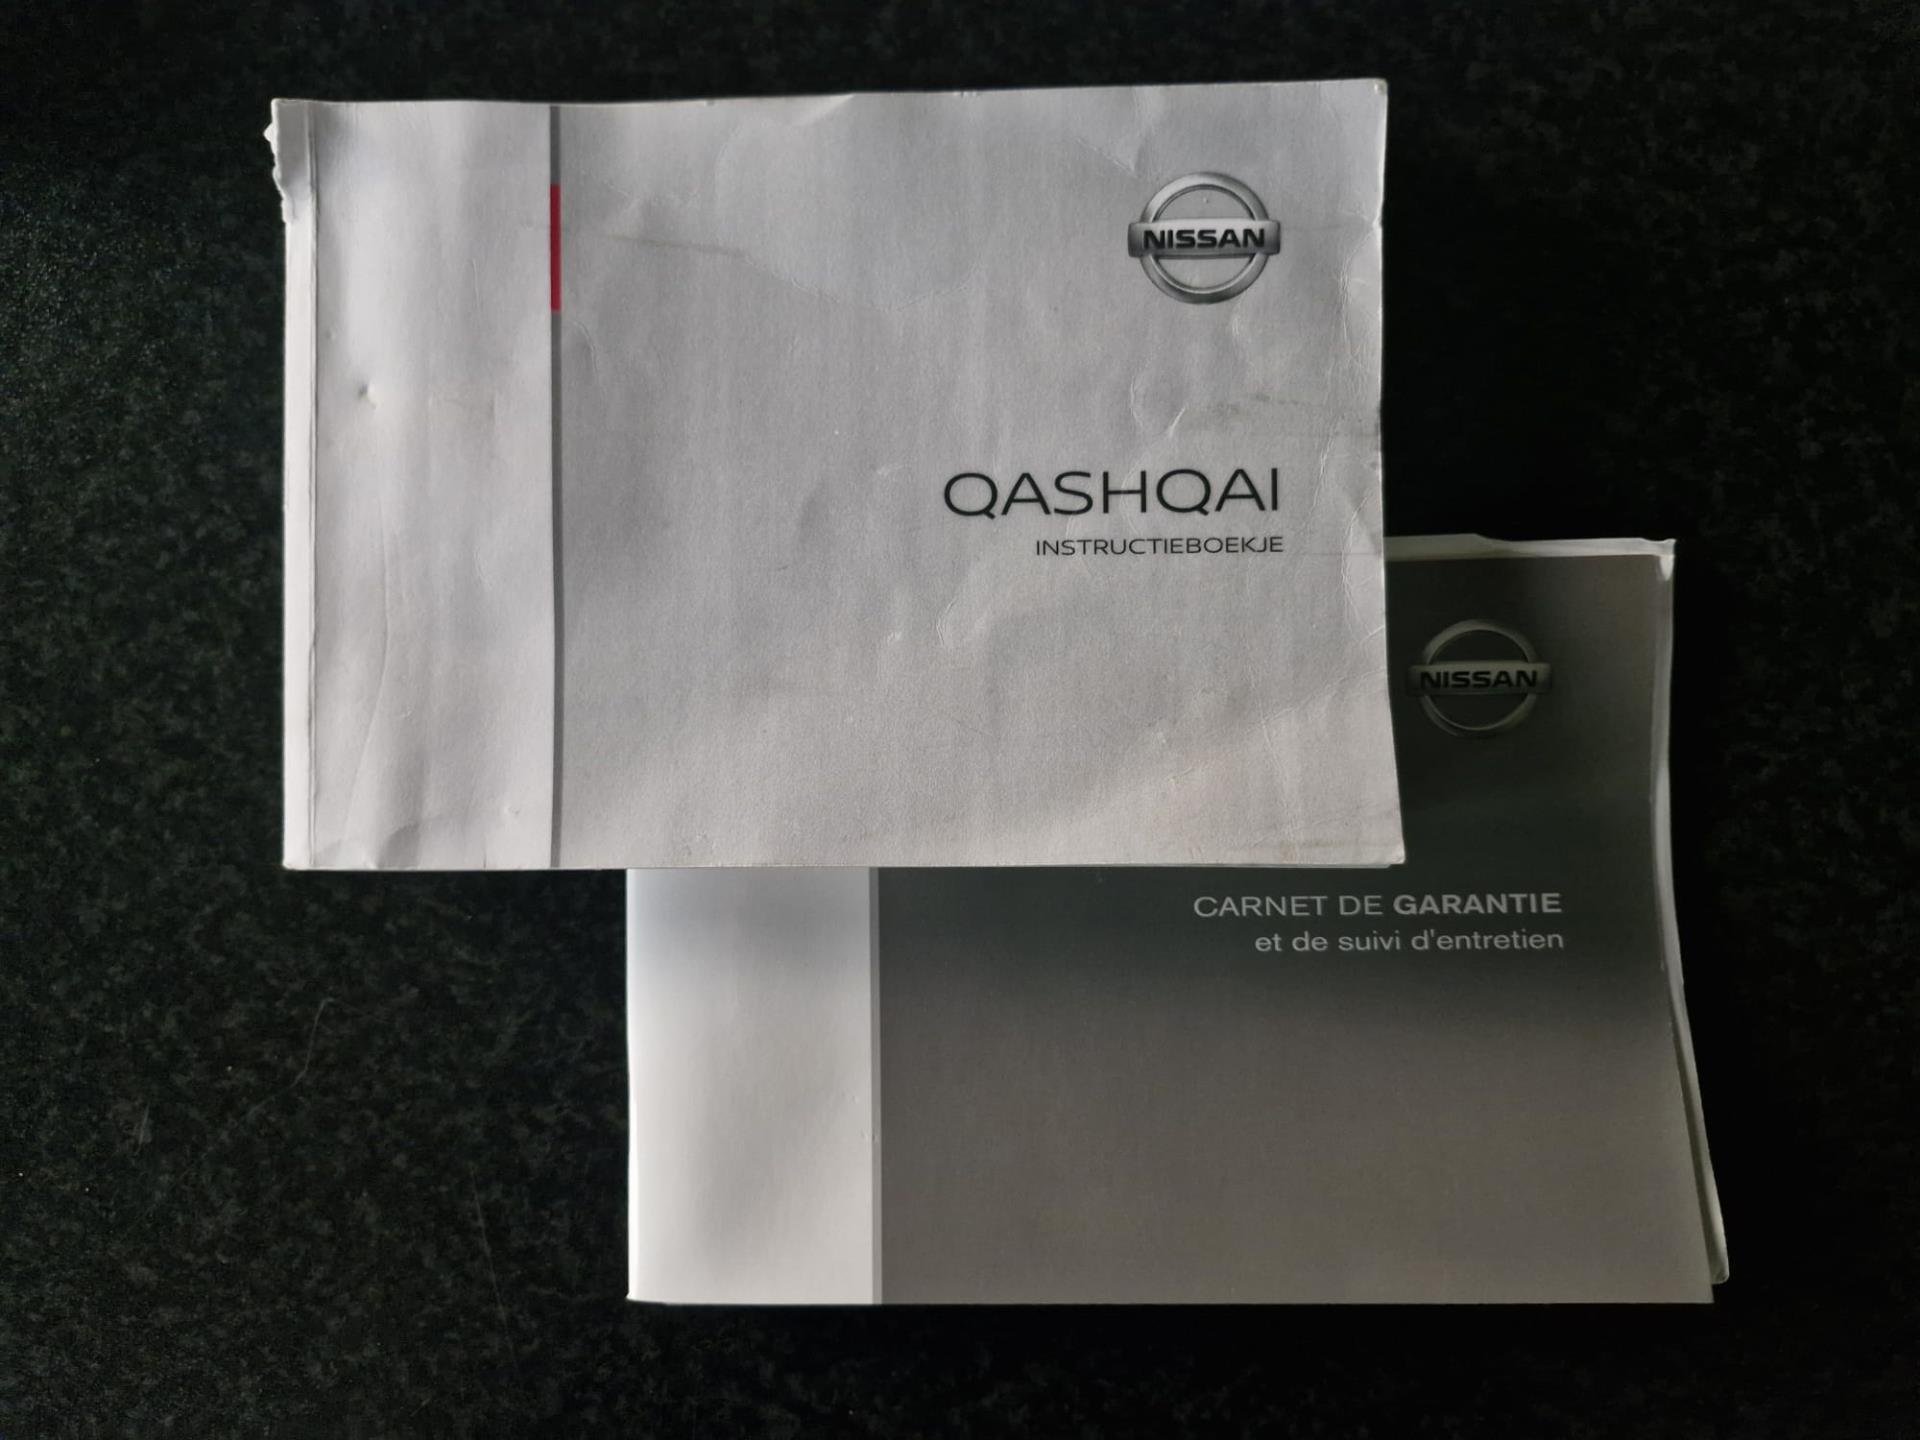 NISSAN
QASHQAI
INSTRUCTIEBOEKJE
NISSAN
CARNET DE GARANTIE
et de suivi d'entretien